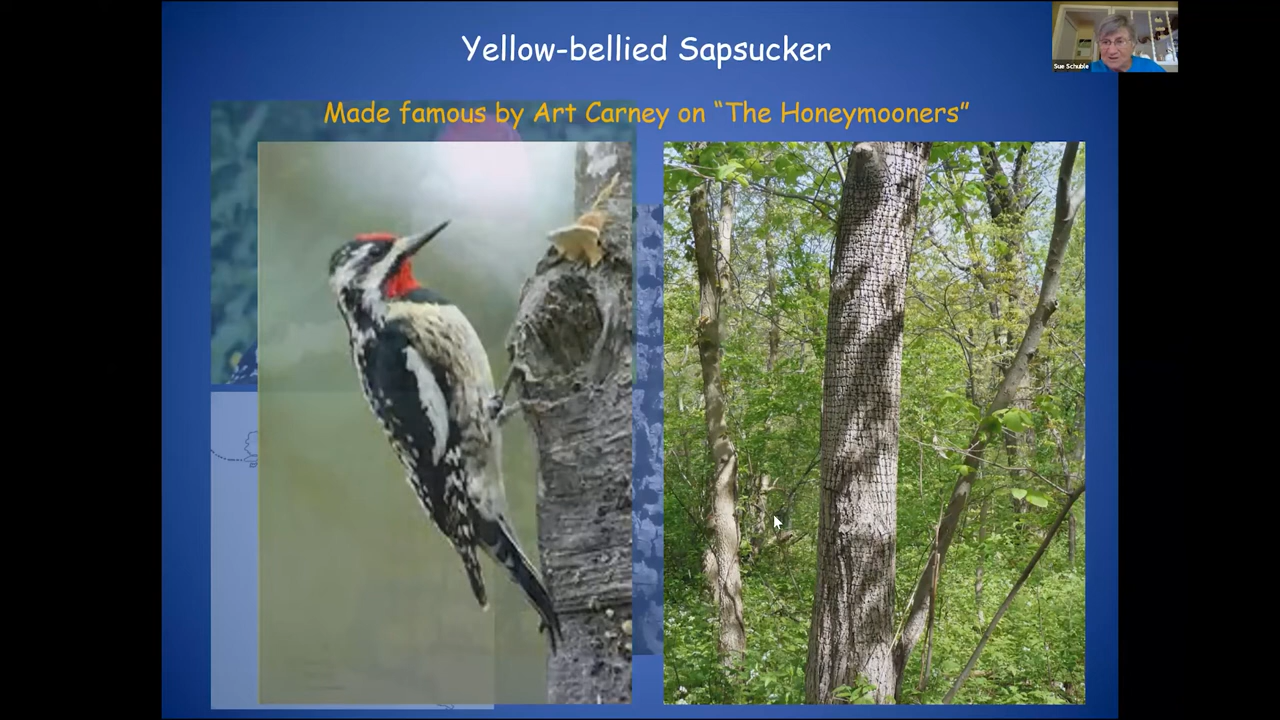 Yellow-bellied Sapsucker
Made famous by Art Carney on “The Honeymooners”
Sue Schuble